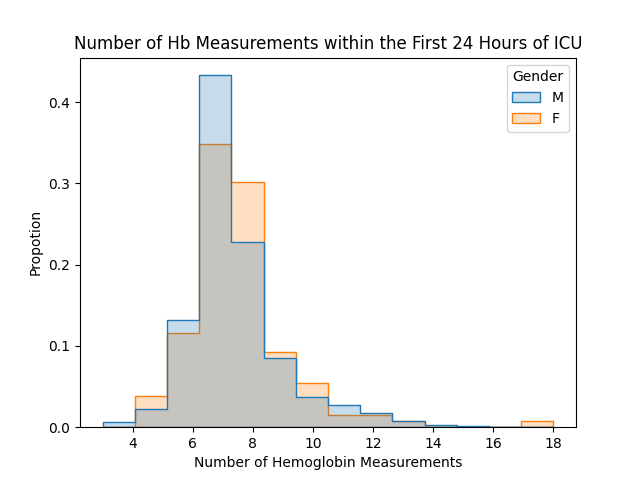 Number of Hb Measurements within the First 24 Hours of ICU
Gender
M
F
Propotion
0.4
0.3
0.2
0.1
0.0
4 6 8 10 12 14 16 18
Number of Hemoglobin Measurements